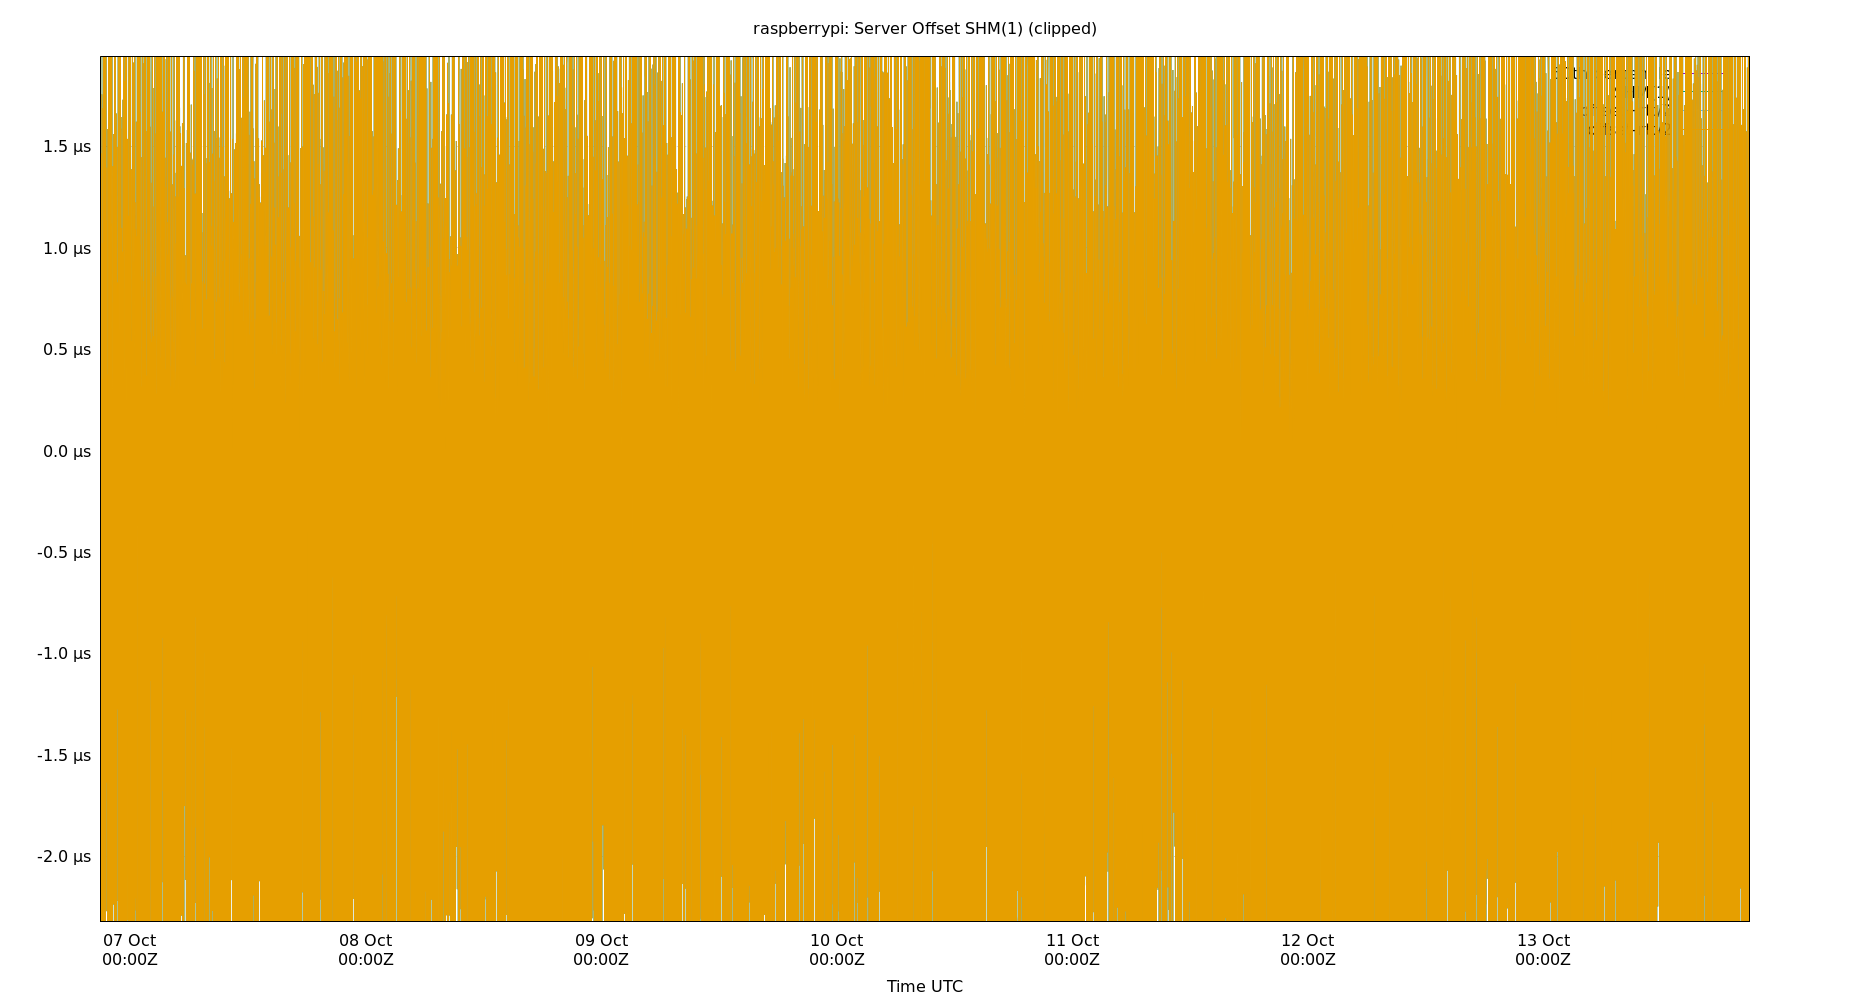 raspberrypi: Server Offset SHM(1) (clipped)
1.5 µs
1.0 µs
0.5 µs
0.0 µs
-0.5 µs
-1.0 µs
-1.5 µs
-2.0 µs
07 Oct 08 Oct 09 Oct 10 Oct 11 Oct 12 Oct 13 Oct
00:00Z 00:00Z 00:00Z 00:00Z 00:00Z 00:00Z 00:00Z
Time UTC